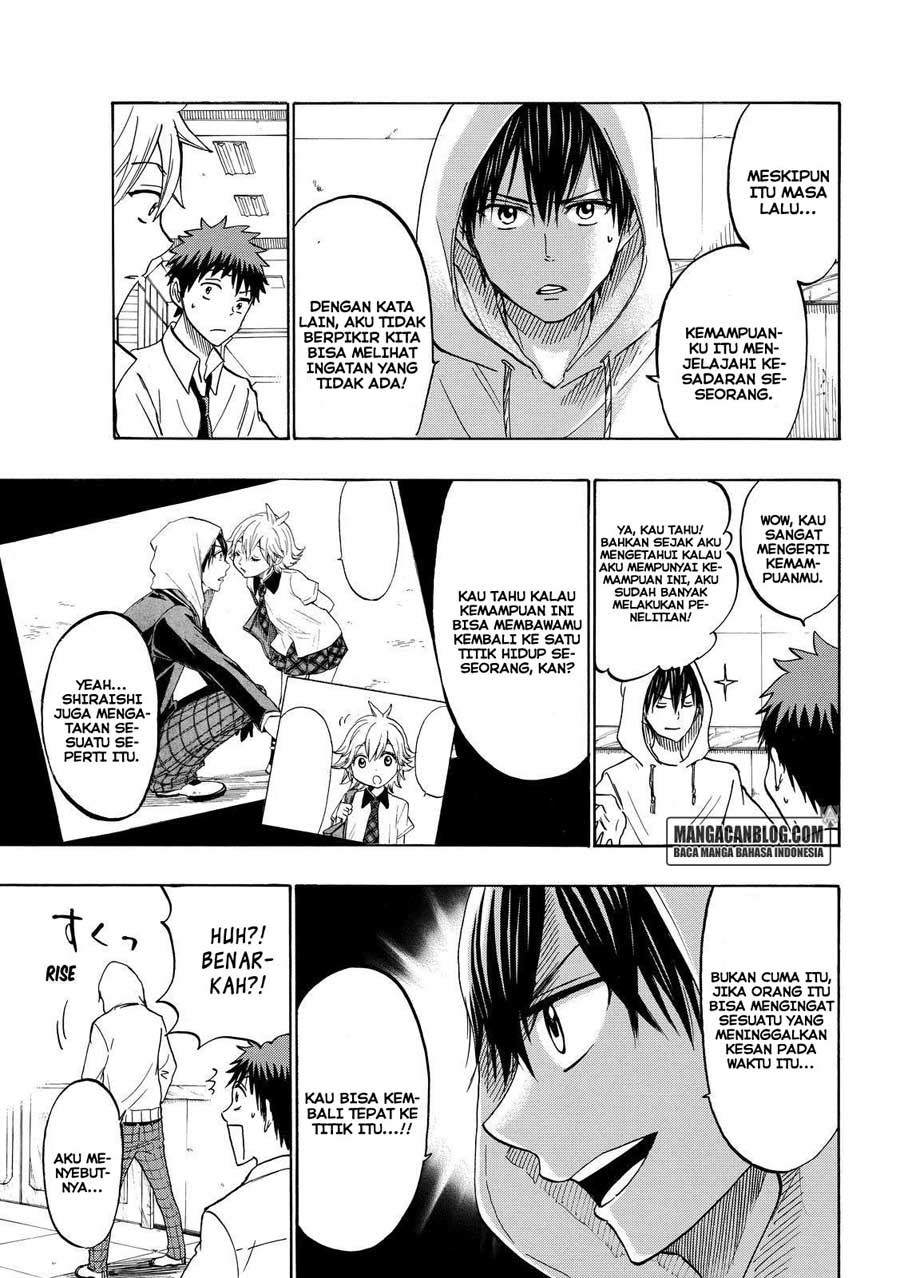 MESKIPUN
ITU MASA
LALU...
KEMAMPUAN-
KU ITU MEN-
JELAJAHI KE-
SADARAN SE-
SEORANG.
DENGAN KATA
LAIN, AKU TIDAK
BERPIKIR KITA
BISA MELIHAT
INGATAN YANG
TIDAK ADA!
WOW, KAU
SANGAT
MENGERTI
KEMAM-
PUANMU.
YA, KAU TAHU!
BAHKAN SEJAK AKU
MENGETAHUI KALAU
AKU MEMPUNYAI KE-
MAMPUAN INI, AKU
SUDAH BANYAK
MELAKUKAN PE-
NELITIAN!
KAU TAHU KALAU
KEMAMPUAN INI
BISA MEMBAWAMU
KEMBALI KE SATU
TITIK HIDUP SE-
SEORANG, KAN?
YEAH...
SHIRAISHI
JUGA MENGA-
TAKAN SE-
SUATU SE-
PERTI ITU.
MANGACANBLOG.COM
BACA MANGA BAHASA INDONESIA
BUKAN CUMA ITU,
JIKA ORANG ITU
BISA MENGINGAT
SESUATU YANG
MENINGGALKAN
KESAN PADA
WAKTU ITU...
KAU BISA KEM-
BALI TEPAT KE
TITIK ITU...!!
HUH?!
BENAR-
KAH?!
すくっ
RISE
AKU ME-
NYEBUT-
NYA...